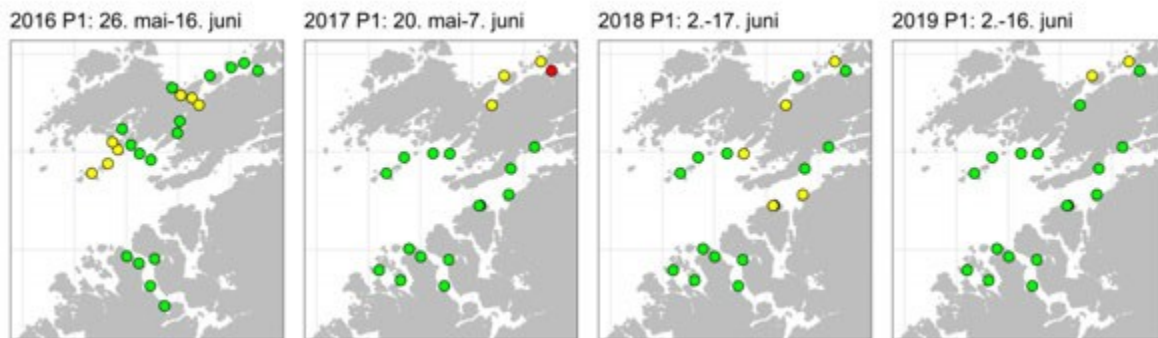 2016 P1: 26. mai-16. juni
2017 P1: 20. mai-7. juni
2018 P1: 2.-17. juni
2019 P1: 2.-16. juni